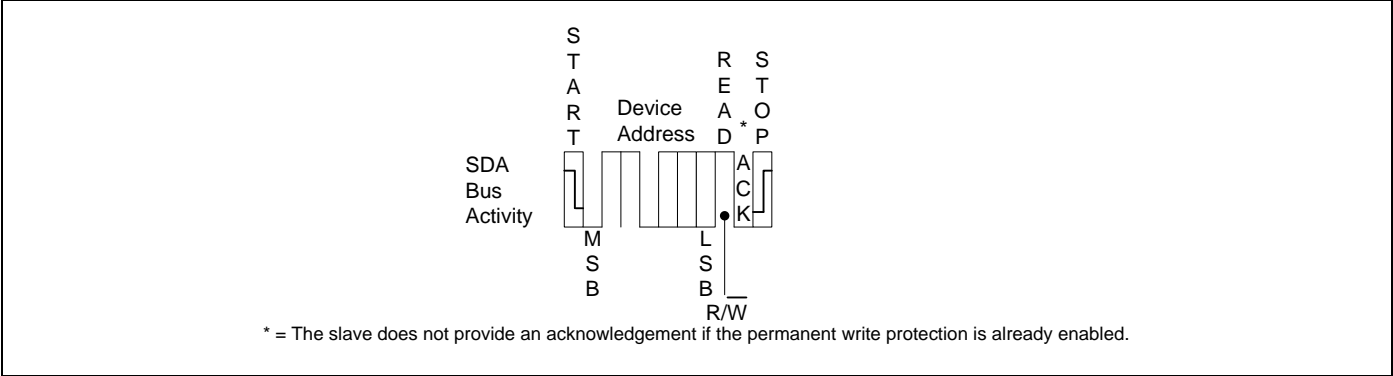 START
READ
STOP
Device
Address
*
SDA
Bus
Activity
ACK
MSB
LSB
R/W̅
* = The slave does not provide an acknowledgement if the permanent write protection is already enabled.